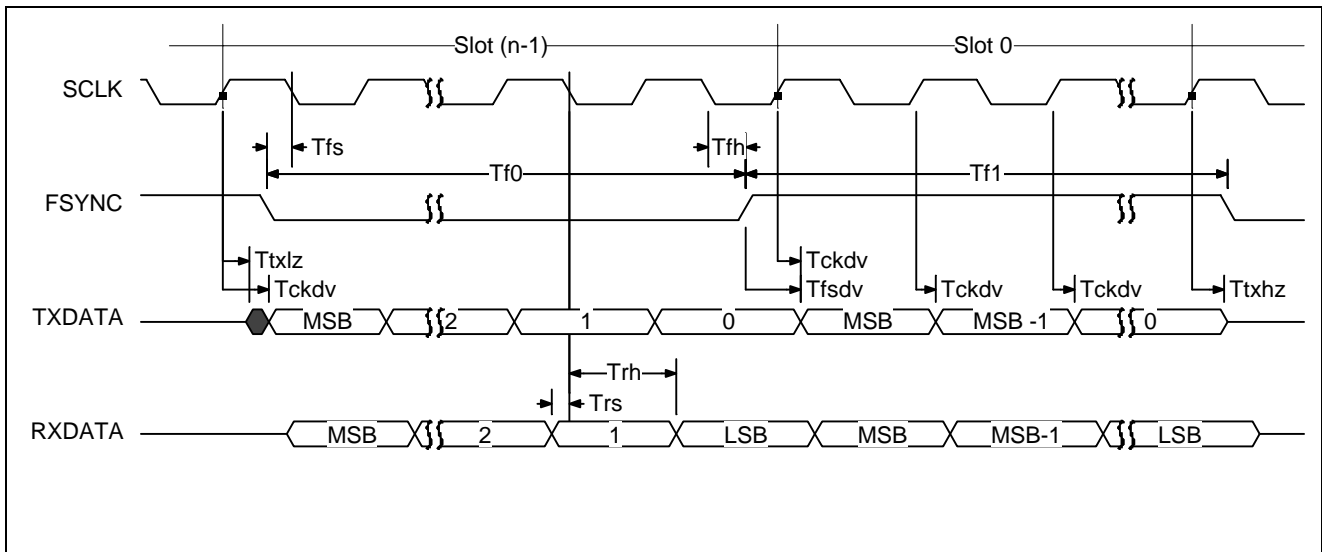 Slot (n-1) Slot 0
SCLK
Tfs Tfh
Tf0 Tf1
FSYNC
Ttxlz Tckdv
Tckdv Tfsdv Tckdv Tckdv Ttxhz
TXDATA MSB 2 1 0 MSB MSB -1 0
Trh
Trs
RXDATA MSB 2 1 LSB MSB MSB-1 LSB